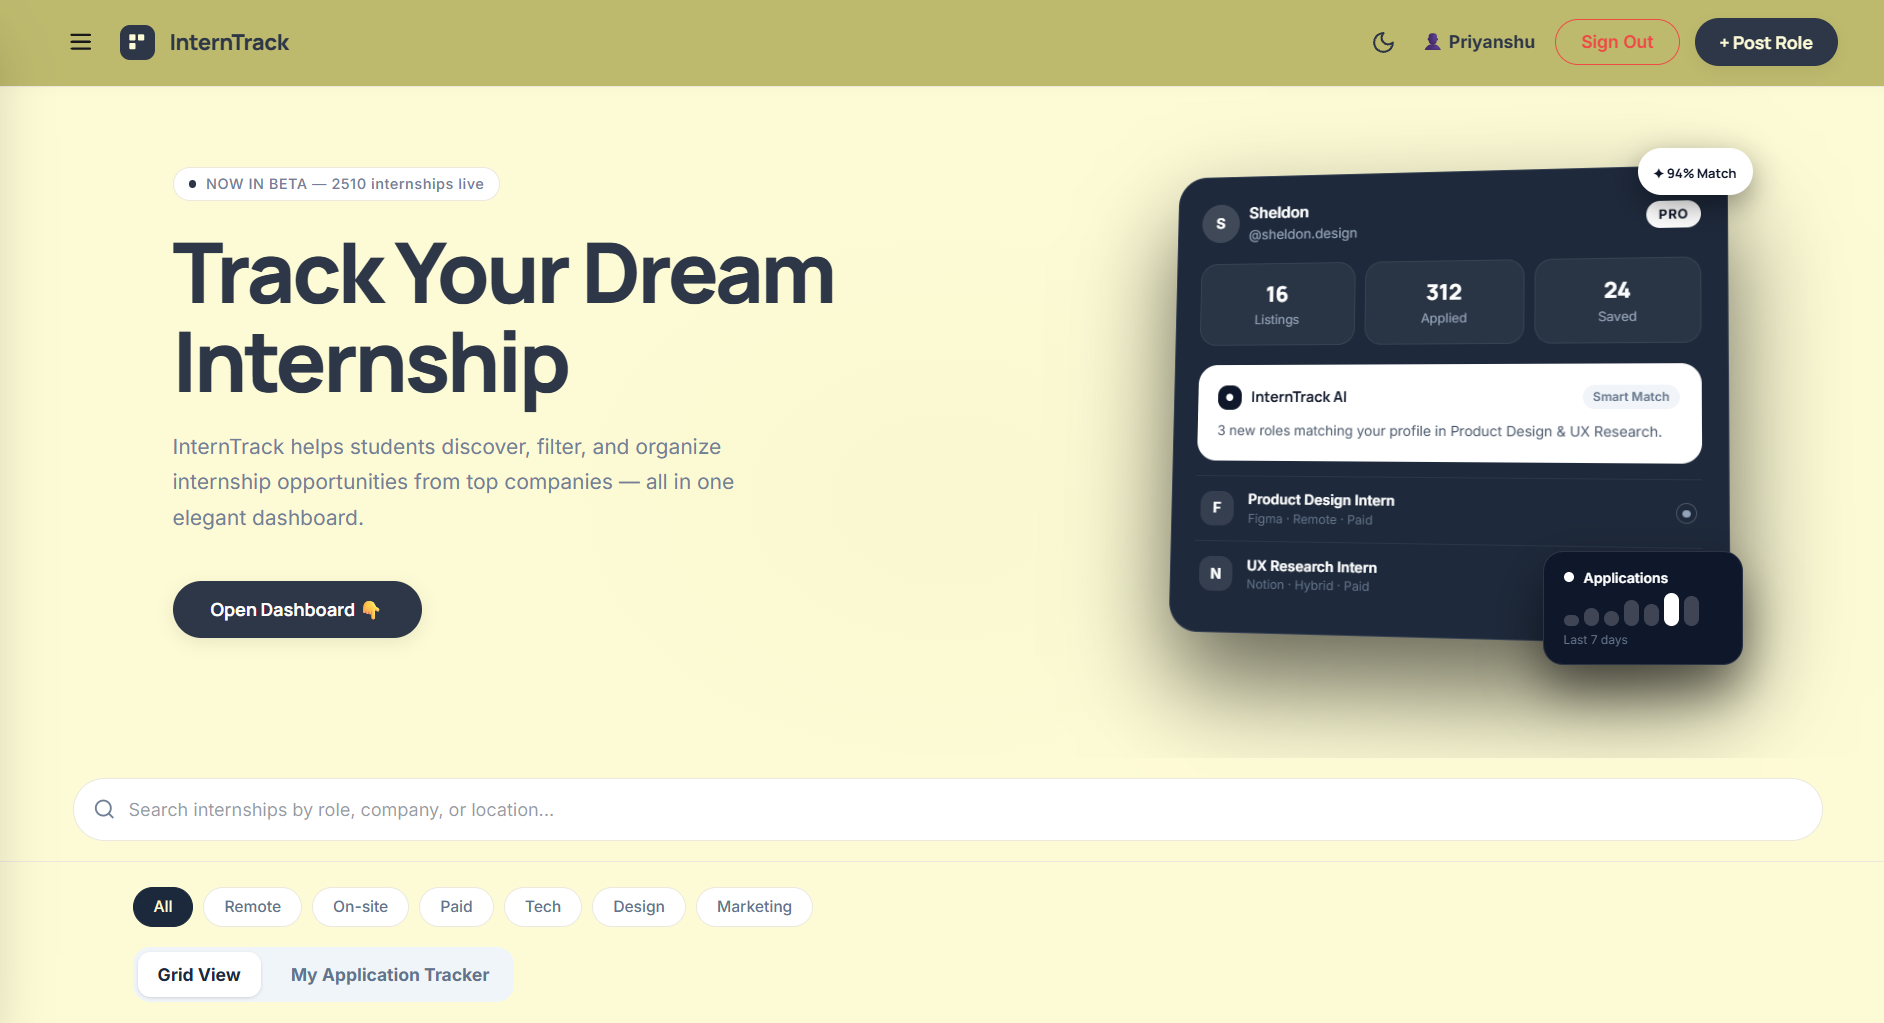 InternTrack
Priyanshu
Sign Out
+ Post Role
NOW IN BETA — 2510 internships live
Track Your Dream
Internship
InternTrack helps students discover, filter, and organize
internship opportunities from top companies — all in one
elegant dashboard.
Open Dashboard 👇
✦ 94% Match
S
Sheldon
@sheldon.design
PRO
16
Listings
312
Applied
24
Saved
InternTrack AI
Smart Match
3 new roles matching your profile in Product Design & UX Research.
F
Product Design Intern
Figma · Remote · Paid
N
UX Research Intern
Notion · Hybrid · Paid
Applications
Last 7 days
Search internships by role, company, or location...
All
Remote
On-site
Paid
Tech
Design
Marketing
Grid View
My Application Tracker